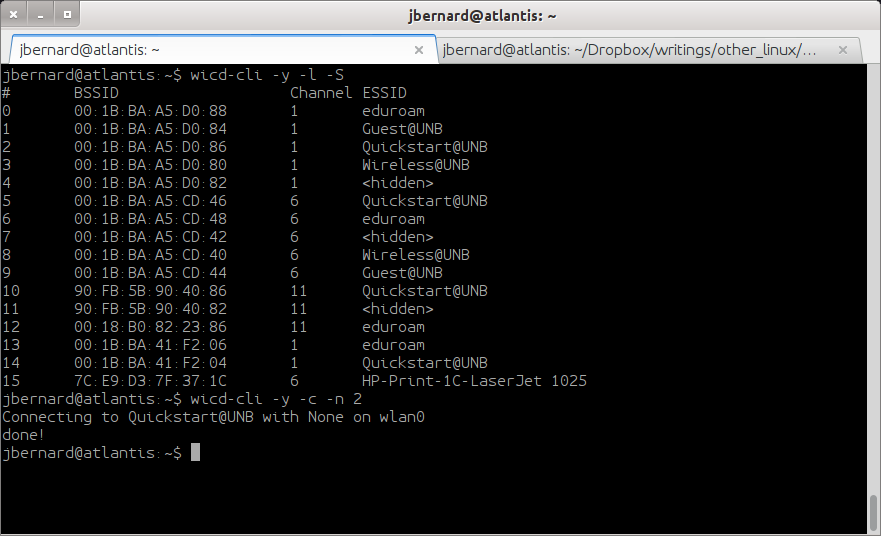 jbernard@atlantis: ~
jbernard@atlantis: ~ × jbernard@atlantis: ~/Dropbox/writings/other_linux/... ×
jbernard@atlantis:~$ wicd-cli -y -l -S
# BSSID Channel ESSID
0 00:1B:BA:A5:D0:88 1 eduroam
1 00:1B:BA:A5:D0:84 1 Guest@UNB
2 00:1B:BA:A5:D0:86 1 Quickstart@UNB
3 00:1B:BA:A5:D0:80 1 Wireless@UNB
4 00:1B:BA:A5:D0:82 1 <hidden>
5 00:1B:BA:A5:CD:46 6 Quickstart@UNB
6 00:1B:BA:A5:CD:48 6 eduroam
7 00:1B:BA:A5:CD:42 6 <hidden>
8 00:1B:BA:A5:CD:40 6 Wireless@UNB
9 00:1B:BA:A5:CD:44 6 Guest@UNB
10 90:FB:5B:90:40:86 11 Quickstart@UNB
11 90:FB:5B:90:40:82 11 <hidden>
12 00:18:B0:82:23:86 11 eduroam
13 00:1B:BA:41:F2:06 1 eduroam
14 00:1B:BA:41:F2:04 1 Quickstart@UNB
15 7C:E9:D3:7F:37:1C 6 HP-Print-1C-LaserJet 1025
jbernard@atlantis:~$ wicd-cli -y -c -n 2
Connecting to Quickstart@UNB with None on wlan0
done!
jbernard@atlantis:~$